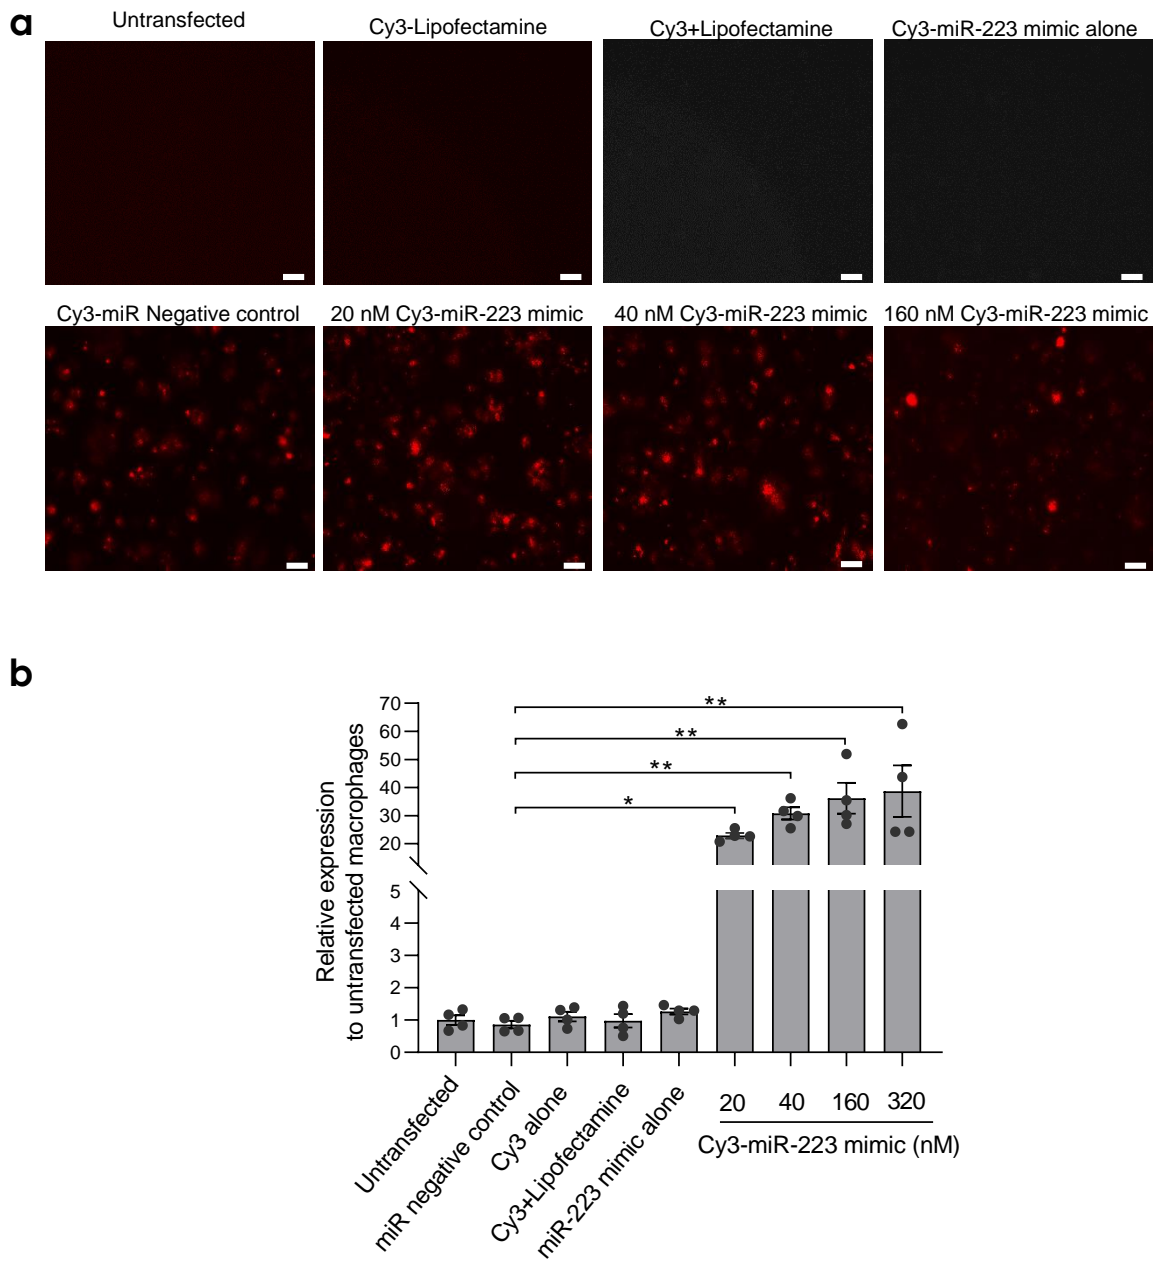 a
Untransfected
Cy3-Lipofectamine
Cy3+Lipofectamine
Cy3-miR-223 mimic alone
Cy3-miR Negative control
20 nM Cy3-miR-223 mimic
40 nM Cy3-miR-223 mimic
160 nM Cy3-miR-223 mimic
b
Relative expression
to untransfected macrophages
70
60
50
40
30
20
5
4
3
2
1
0
**
**
**
*
Untransfected
miR negative control
Cy3 alone
Cy3+Lipofectamine
miR-223 mimic alone
20
40
160
320
Cy3-miR-223 mimic (nM)